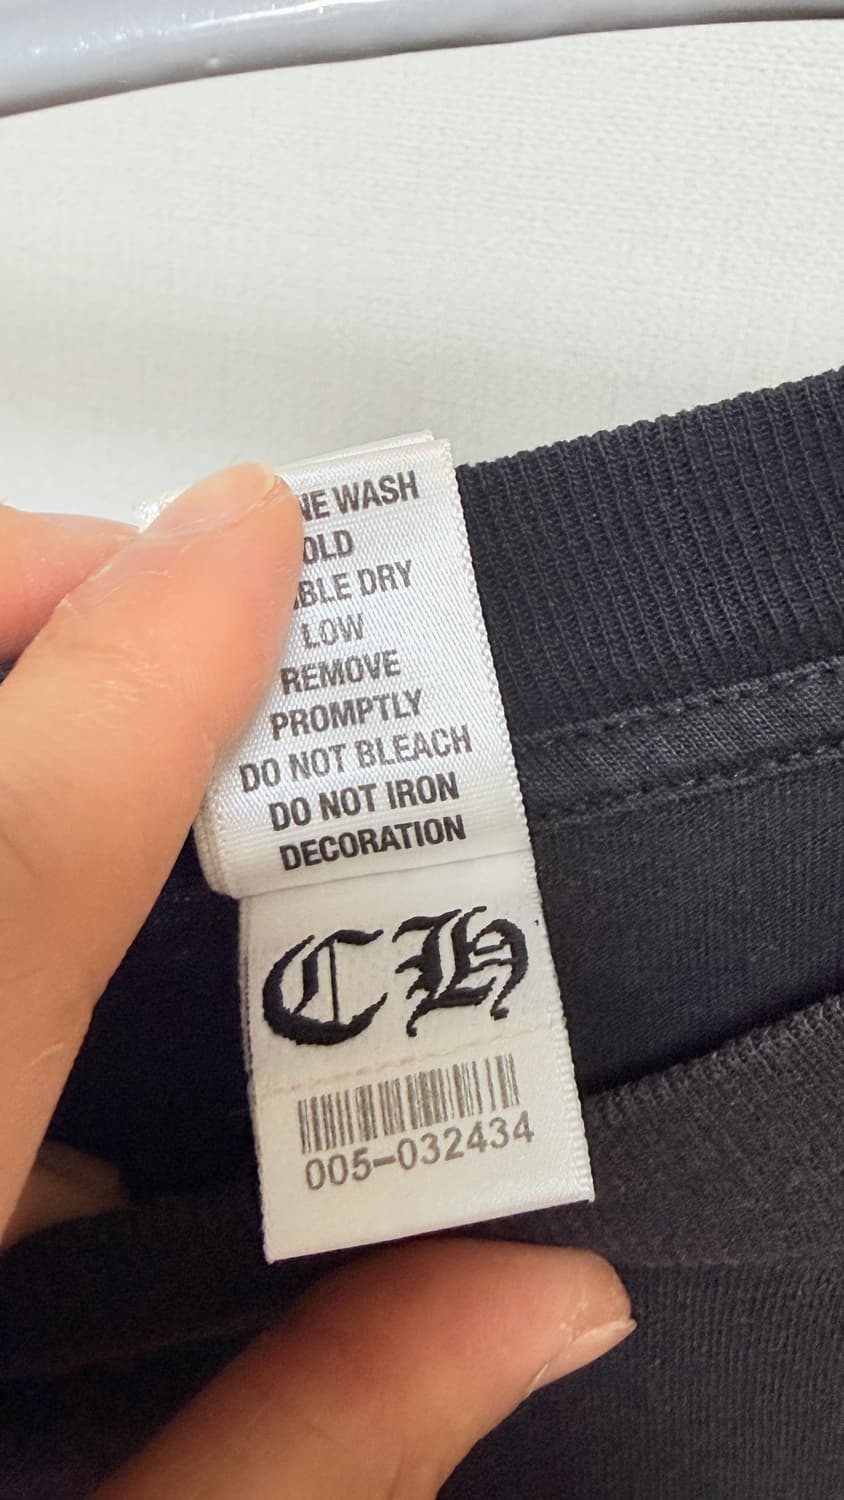 NE WASH
OLD
BLE DRY
LOW
REMOVE
PROMPTLY
DO NOT BLEACH
DO NOT IRON
DECORATION
CH
005-032434